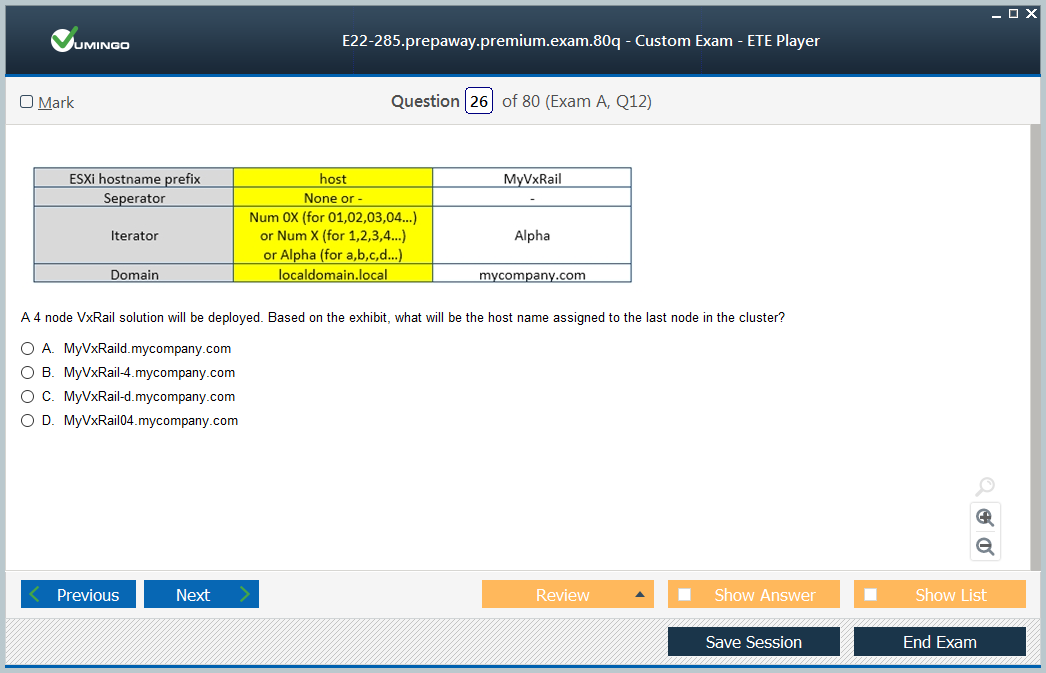 VUMINGO
E22-285.prepaway.premium.exam.80q - Custom Exam - ETE Player
Mark
Question 26 of 80 (Exam A, Q12)
ESXi hostname prefix host MyVxRail
Seperator None or - -
Iterator Num 0X (for 01,02,03,04...) or Num X (for 1,2,3,4...) or Alpha (for a,b,c,d...) Alpha
Domain localdomain.local mycompany.com
A 4 node VxRail solution will be deployed. Based on the exhibit, what will be the host name assigned to the last node in the cluster?
A. MyVxRaild.mycompany.com
B. MyVxRail-4.mycompany.com
C. MyVxRail-d.mycompany.com
D. MyVxRail04.mycompany.com
Previous Next Review Show Answer Show List
Save Session End Exam